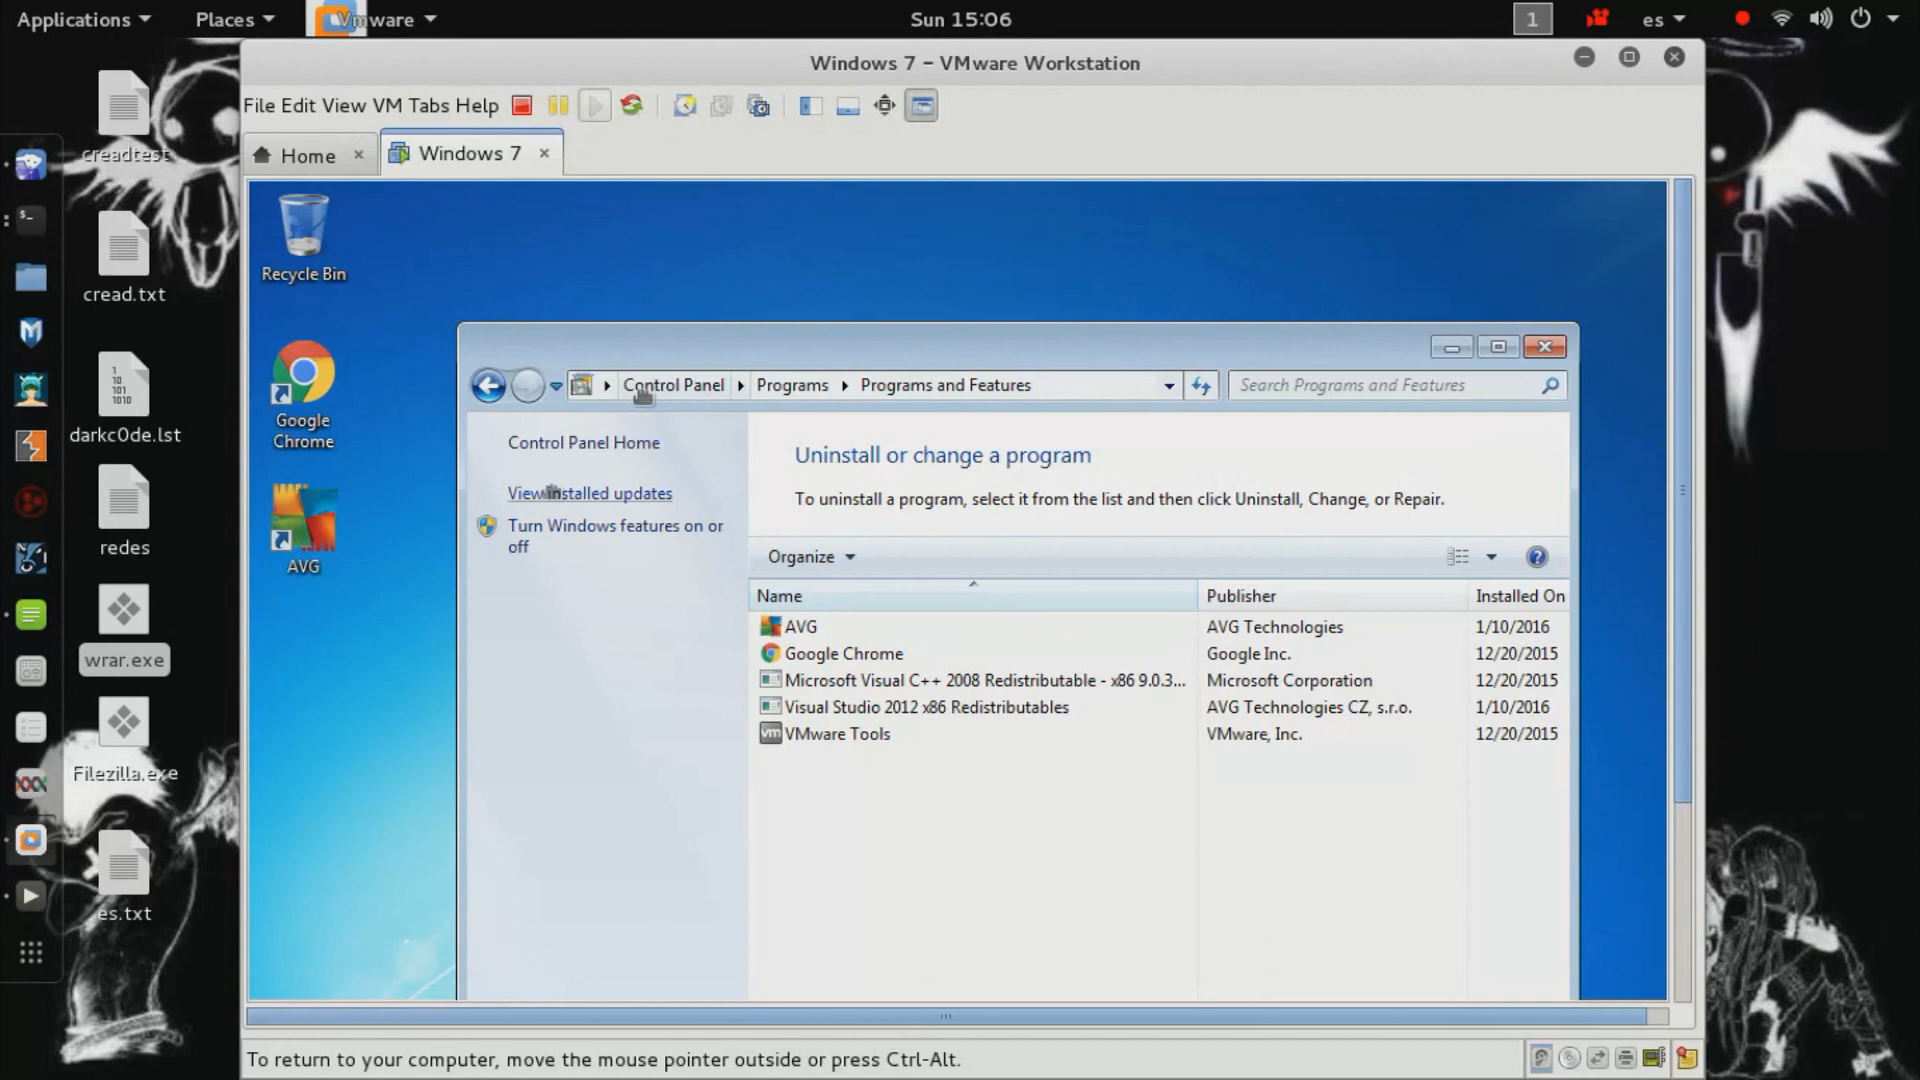 Applications Places Vmware Sun 15:06 1 es
Windows 7 - VMware Workstation
File Edit View VM Tabs Help
Home Windows 7
creadtest
cread.txt
darkc0de.lst
redes
wrar.exe
Filezilla.exe
es.txt
1
10
101
1010
Recycle Bin
Google
Chrome
AVG
Control Panel Programs Programs and Features Search Programs and Features
Control Panel Home
View installed updates
Turn Windows features on or
off
Uninstall or change a program
To uninstall a program, select it from the list and then click Uninstall, Change, or Repair.
Organize
Name Publisher Installed On
AVG AVG Technologies 1/10/2016
Google Chrome Google Inc. 12/20/2015
Microsoft Visual C++ 2008 Redistributable - x86 9.0.3... Microsoft Corporation 12/20/2015
Visual Studio 2012 x86 Redistributables AVG Technologies CZ, s.r.o. 1/10/2016
vm VMware Tools VMware, Inc. 12/20/2015
To return to your computer, move the mouse pointer outside or press Ctrl-Alt.